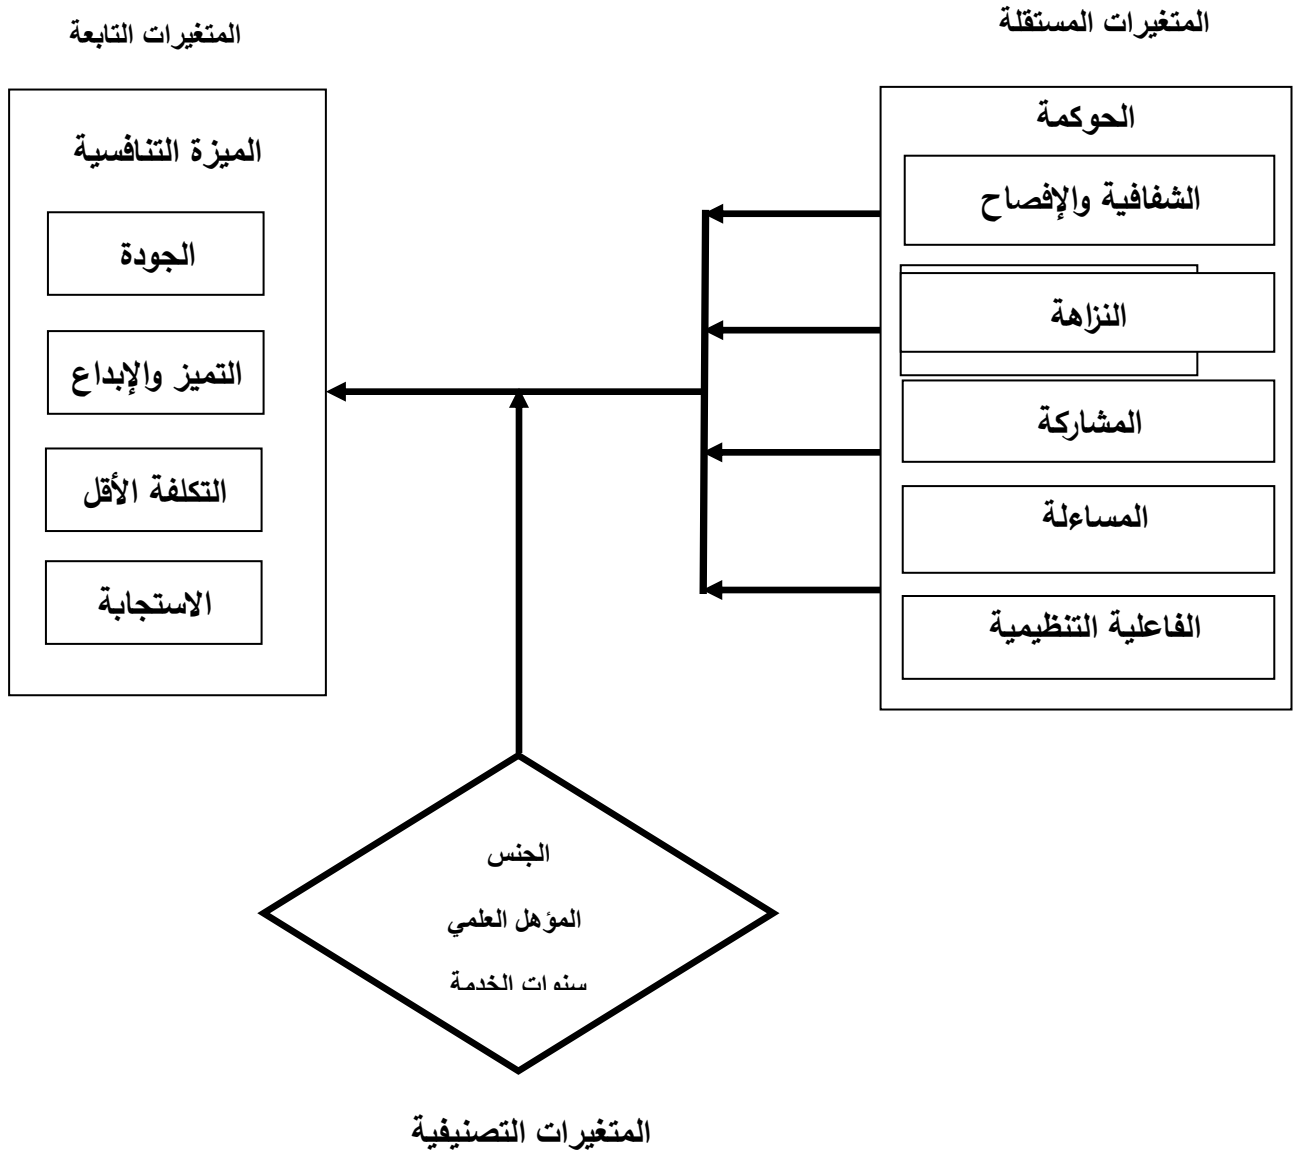 المتغيرات المستقلة
المتغيرات التابعة
الحوكمة
الشفافية والإفصاح
النزاهة
المشاركة
المساءلة
الفاعلية التنظيمية
الميزة التنافسية
الجودة
التميز والإبداع
التكلفة الأقل
الاستجابة
الجنس
المؤهل العلمي
سنوات الخدمة
المتغيرات التصنيفية